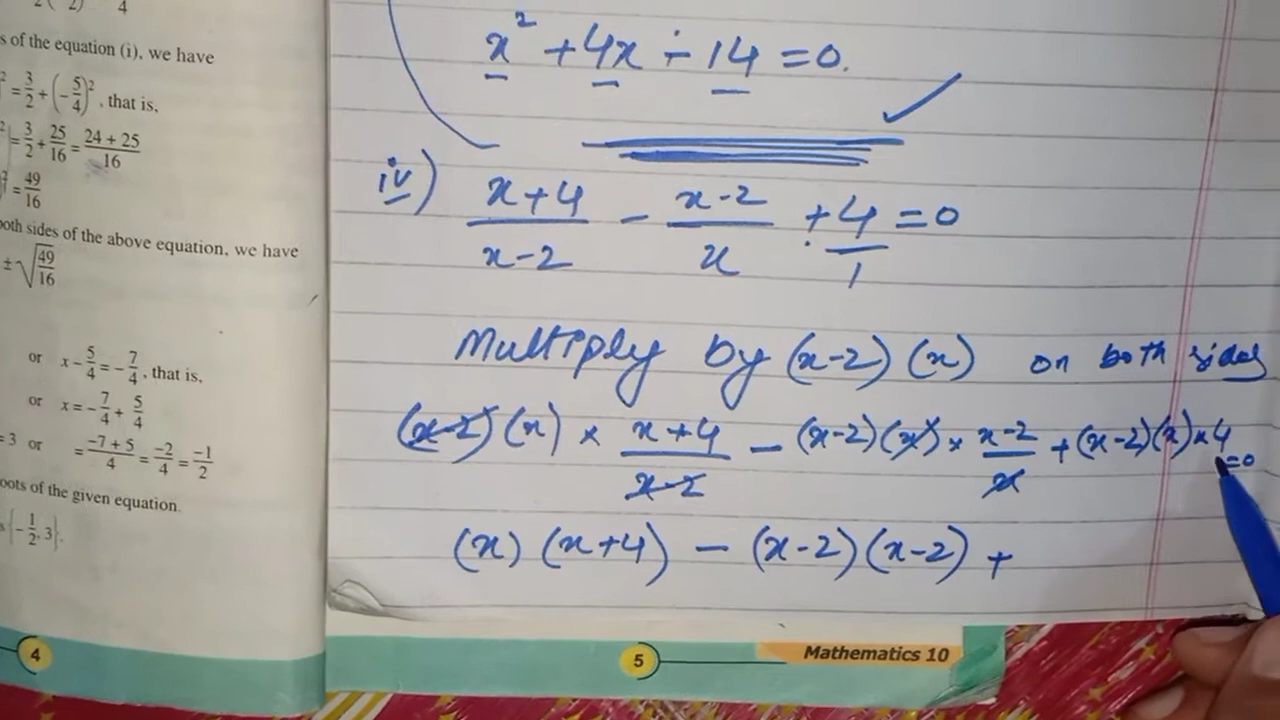 s of the equation (i), we have
² = 3/2 + (-5/4)², that is,
= 3/2 + 25/16 = (24 + 25)/16
= 49/16
both sides of the above equation, we have
±√(49/16)
or x - 5/4 = -7/4, that is,
or x = -7/4 + 5/4
= 3 or = (-7 + 5)/4 = -2/4 = -1/2
oots of the given equation.
s {-1/2, 3}.
4
x² + 4x - 14 = 0.
iv) (x+4)/(x-2) - (x-2)/x + 4/1 = 0
Multiply by (x-2) (x) on both sides
(x-2) (x) × (x+4)/(x-2) - (x-2)(x) × (x-2)/x + (x-2)(x) × 4 = 0
(x) (x+4) - (x-2)(x-2) +
5
Mathematics 10